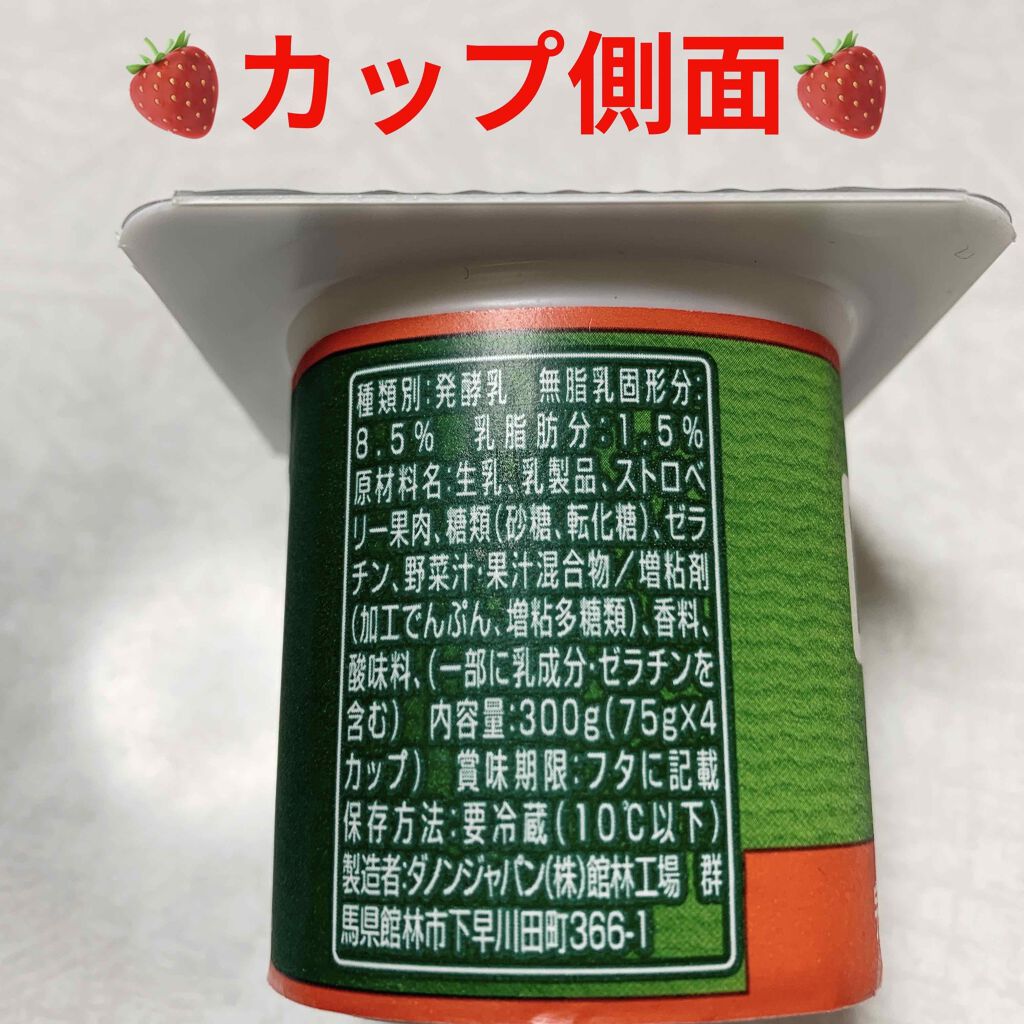 カップ側面
種類別:発酵乳 無脂乳固形分:
8.5% 乳脂肪分:1.5%
原材料名:生乳、乳製品、ストロベ
リー果肉、糖類(砂糖、転化糖)、ゼラ
チン、野菜汁・果汁混合物/増粘剤
(加工でんぷん、増粘多糖類)、香料、
酸味料、(一部に乳成分・ゼラチンを
含む) 内容量:300g(75g×4
カップ) 賞味期限:フタに記載
保存方法:要冷蔵(10℃以下)
製造者:ダノンジャパン(株)館林工場 群
馬県館林市下早川田町366-1